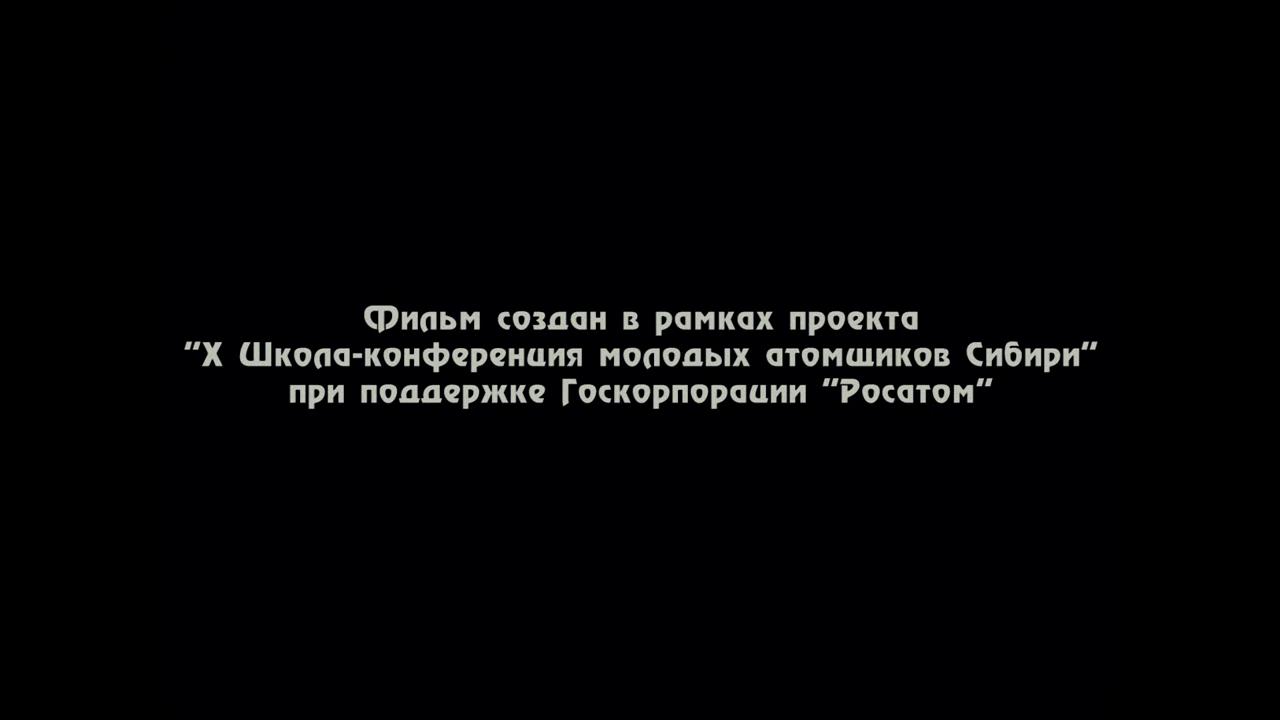 Фильм создан в рамках проекта
"X Школа-конференция молодых атомщиков Сибири"
при поддержке Госкорпорации "Росатом"